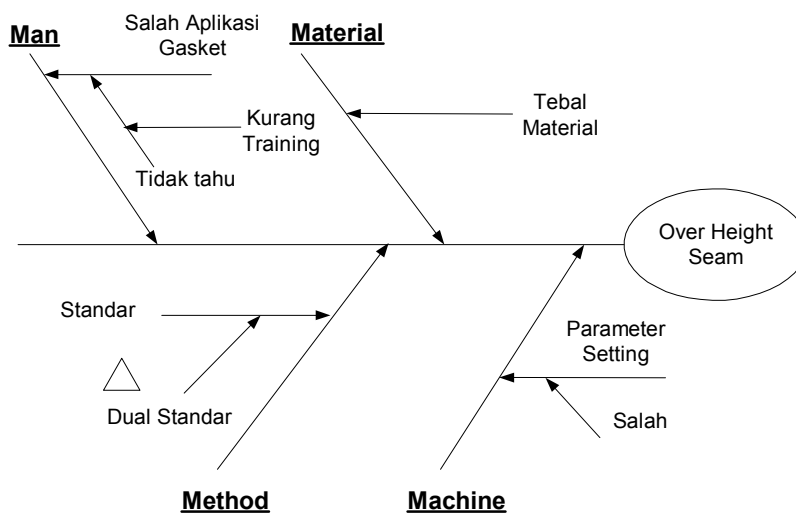 Man
Salah Aplikasi
Gasket
Material
Kurang
Training
Tidak tahu
Tebal
Material
Over Height
Seam
Standar
Dual Standar
Parameter
Setting
Salah
Method
Machine